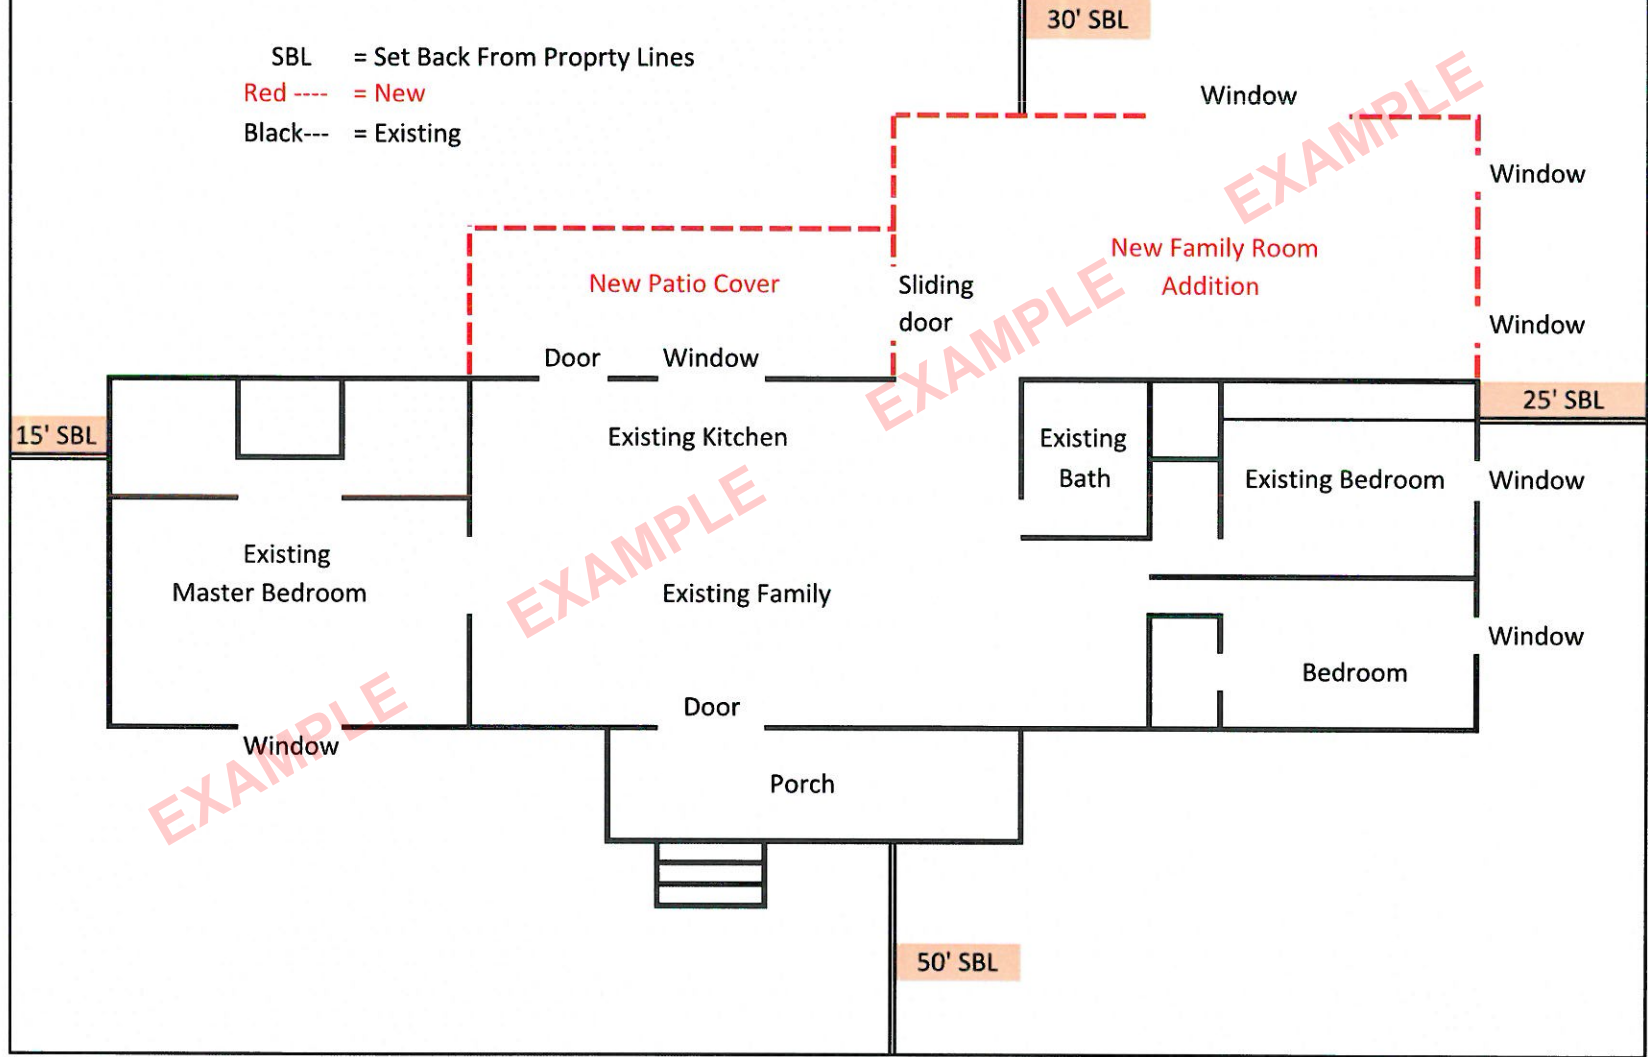 30' SBL
SBL = Set Back From Proprty Lines
Red ---- = New
Black--- = Existing
Window
EXAMPLE
Window
New Family Room
Addition
New Patio Cover
Sliding
door
Window
EXAMPLE
Door
Window
25' SBL
15' SBL
Existing Kitchen
Existing
Bath
Existing Bedroom
Window
EXAMPLE
Existing
Master Bedroom
Existing Family
Window
Bedroom
Door
EXAMPLE
Window
Porch
50' SBL